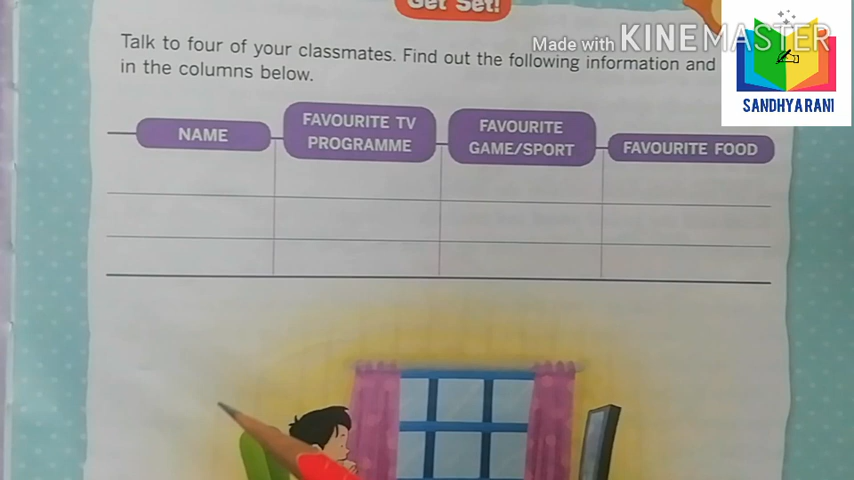 Get Set!
Made with KINEMASTER
Talk to four of your classmates. Find out the following information and
in the columns below.
SANDHYARANI
NAME
FAVOURITE TV
PROGRAMME
FAVOURITE
GAME/SPORT
FAVOURITE FOOD